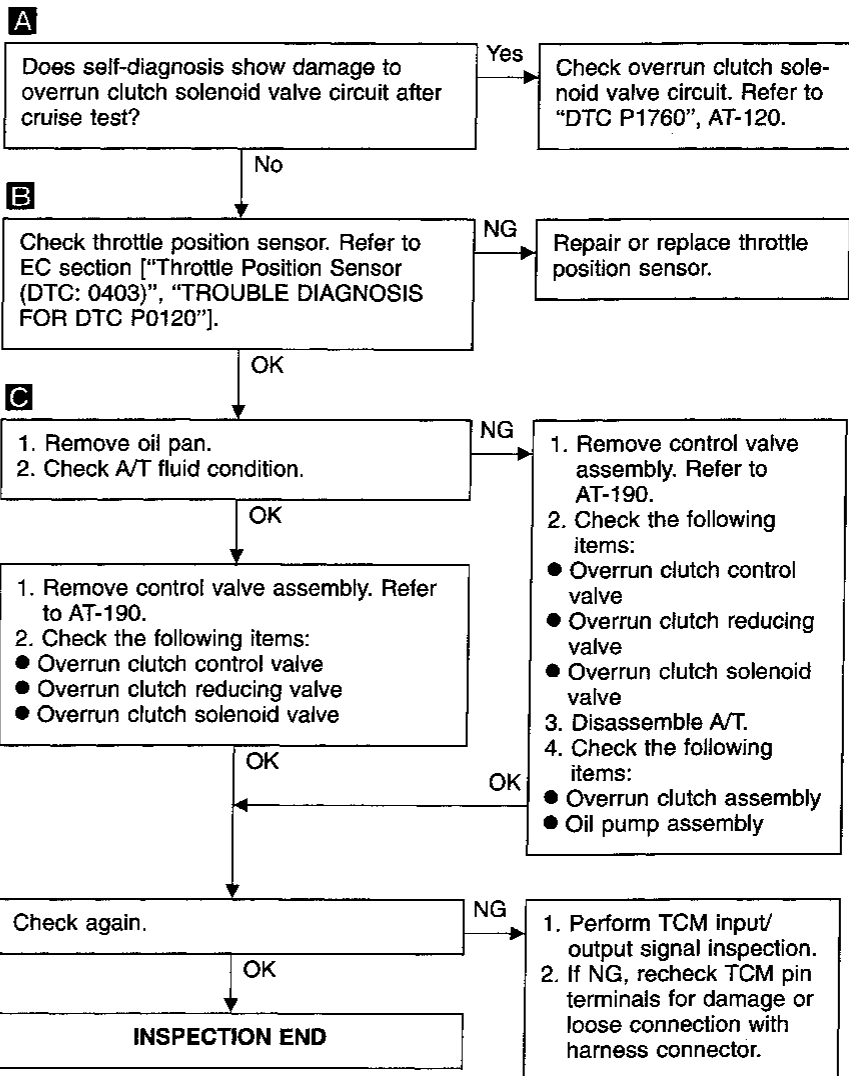 A
Does self-diagnosis show damage to
overrun clutch solenoid valve circuit after
cruise test?
Yes
Check overrun clutch sole-
noid valve circuit. Refer to
“DTC P1760”, AT-120.
No
B
Check throttle position sensor. Refer to
EC section [“Throttle Position Sensor
(DTC: 0403)”, “TROUBLE DIAGNOSIS
FOR DTC P0120”].
NG
Repair or replace throttle
position sensor.
OK
C
1. Remove oil pan.
2. Check A/T fluid condition.
NG
1. Remove control valve
assembly. Refer to
AT-190.
2. Check the following
items:
● Overrun clutch control
valve
● Overrun clutch reducing
valve
● Overrun clutch solenoid
valve
3. Disassemble A/T.
4. Check the following
items:
● Overrun clutch assembly
● Oil pump assembly
OK
1. Remove control valve assembly. Refer
to AT-190.
2. Check the following items:
● Overrun clutch control valve
● Overrun clutch reducing valve
● Overrun clutch solenoid valve
OK
OK
Check again.
NG
1. Perform TCM input/
output signal inspection.
2. If NG, recheck TCM pin
terminals for damage or
loose connection with
harness connector.
OK
INSPECTION END